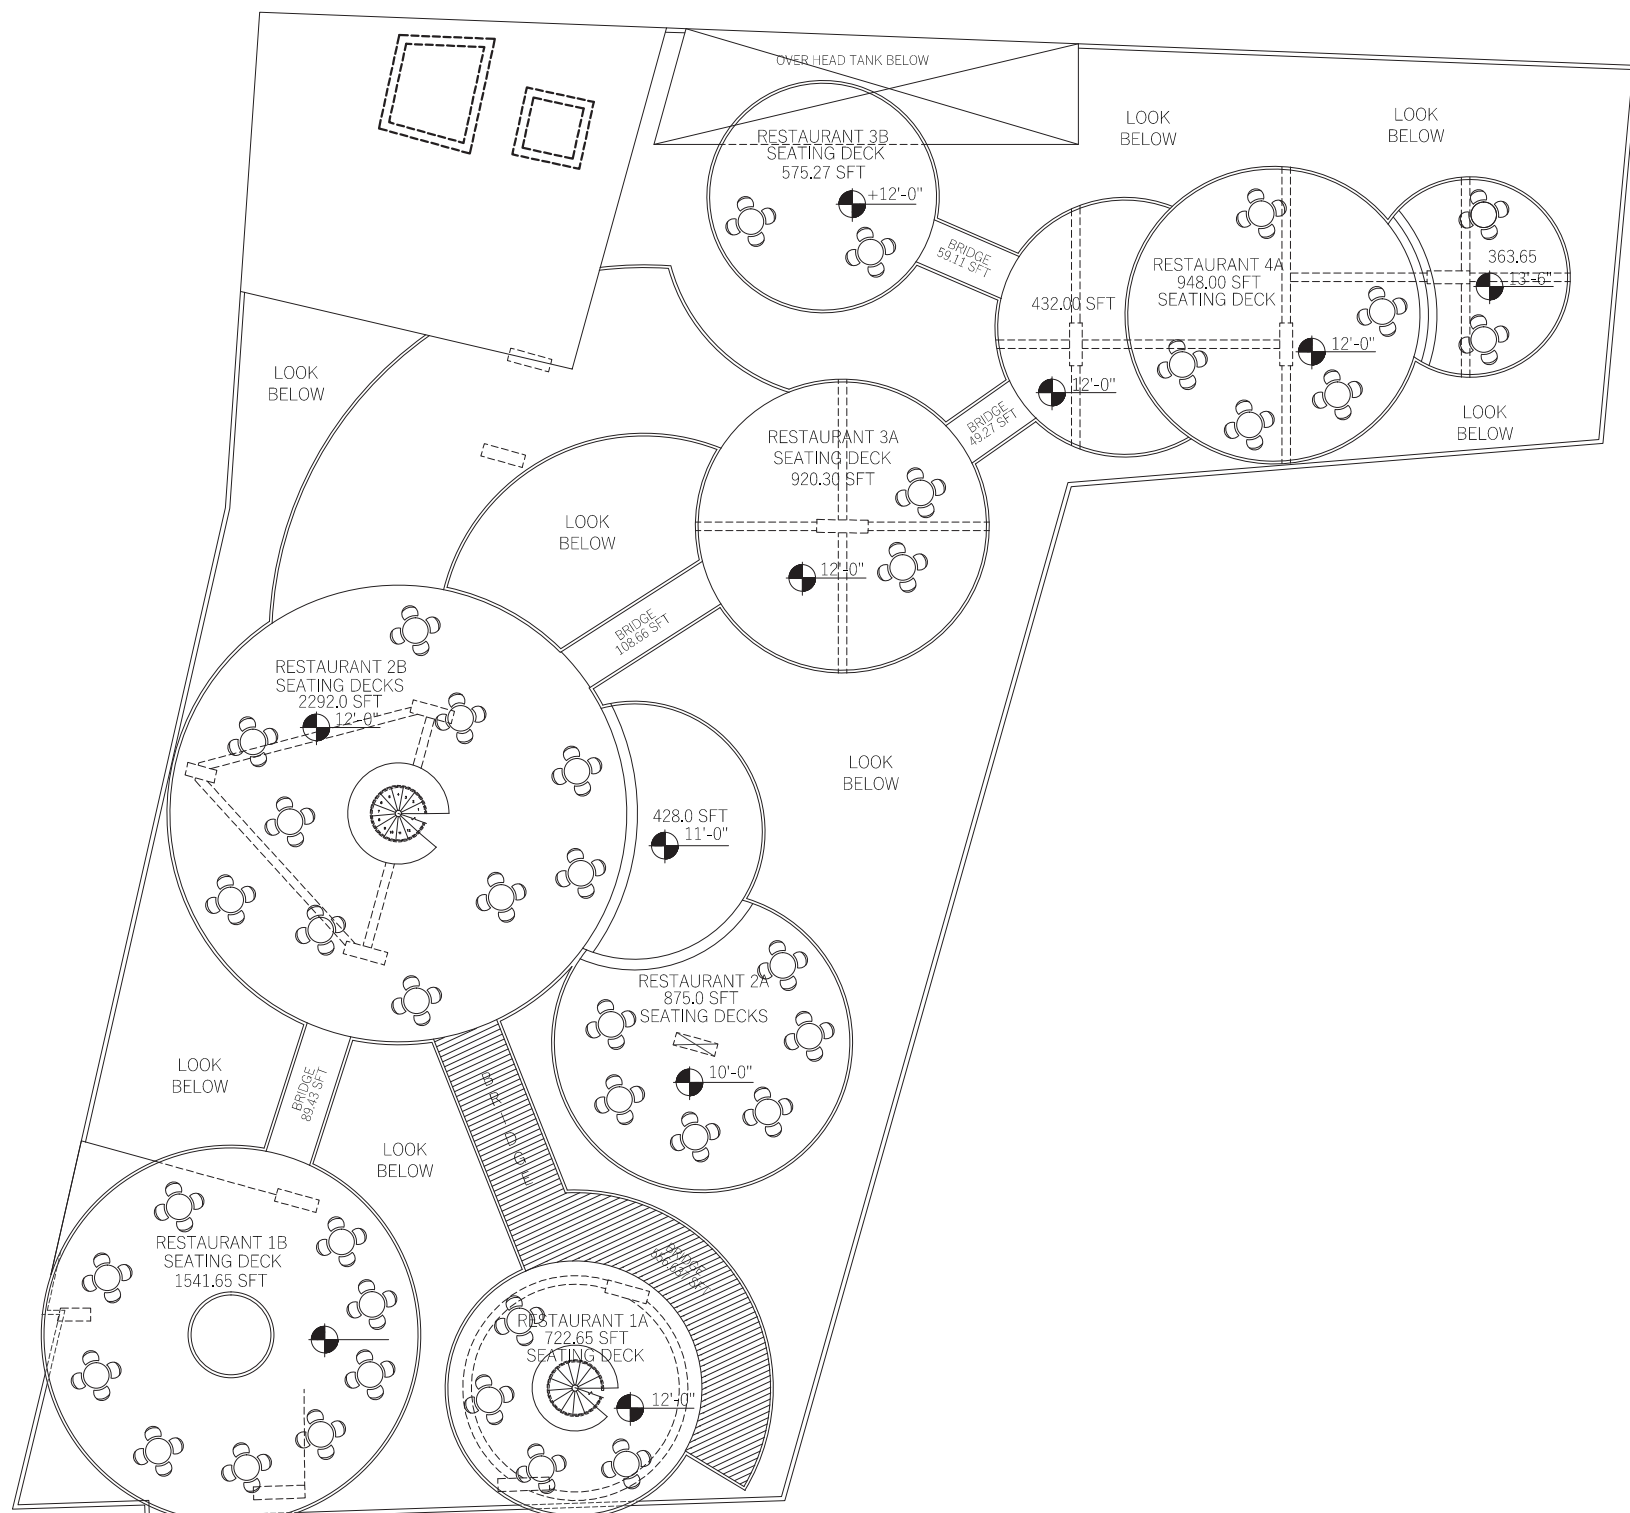 OVER HEAD TANK BELOW
LOOK
BELOW
LOOK
BELOW
RESTAURANT 3B
SEATING DECK
575.27 SFT
+12'-0"
BRIDGE
59.11 SFT
RESTAURANT 4A
948.00 SFT
SEATING DECK
363.65
13'-6"
432.00 SFT
12'-0"
12'-0"
LOOK
BELOW
BRIDGE
49.27 SFT
LOOK
BELOW
RESTAURANT 3A
SEATING DECK
920.30 SFT
12'-0"
LOOK
BELOW
BRIDGE
108.66 SFT
RESTAURANT 2B
SEATING DECKS
2292.0 SFT
12'-0"
LOOK
BELOW
428.0 SFT
11'-0"
RESTAURANT 2A
875.0 SFT
SEATING DECKS
10'-0"
LOOK
BELOW
BRIDGE
89.43 SFT
BRIDGE
LOOK
BELOW
RESTAURANT 1B
SEATING DECK
1541.65 SFT
BRIDGE
SFT
RESTAURANT 1A
722.65 SFT
SEATING DECK
12'-0"